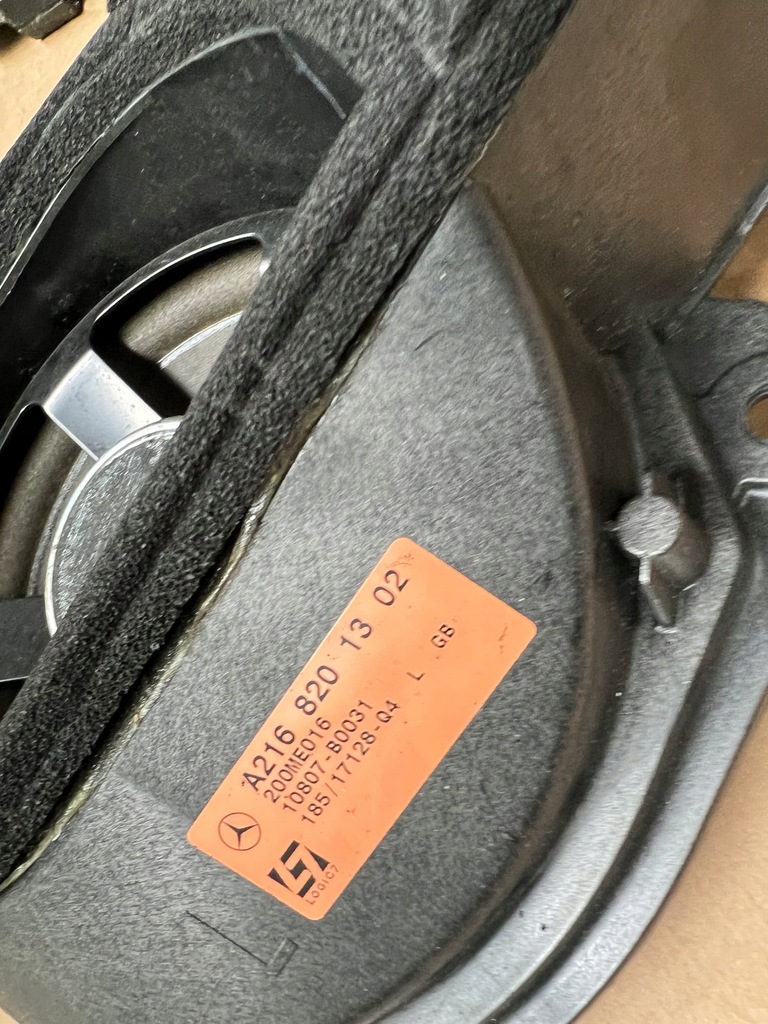 A216 820 13 02
200ME016
10807-B0031
185/17128-Q4 L GB
LOGIC7
L